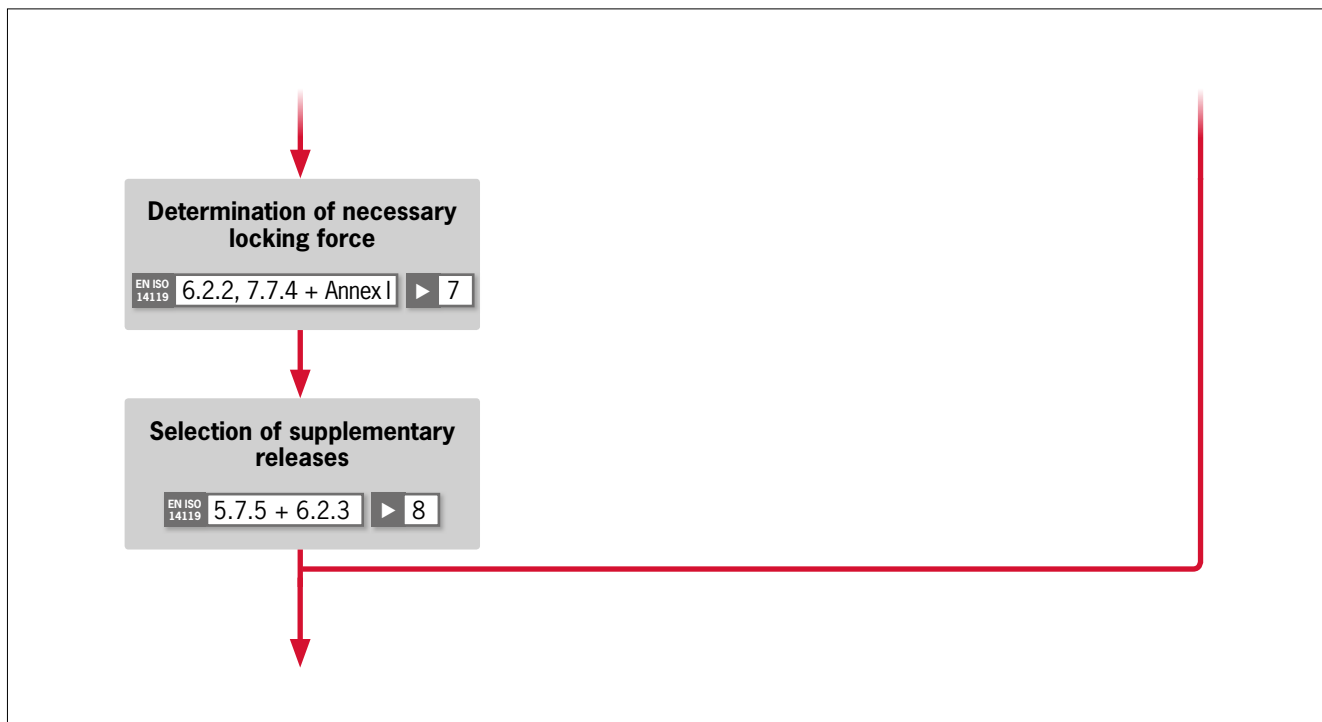 Determination of necessary
locking force
EN ISO
14119
6.2.2, 7.7.4 + Annex I
7
Selection of supplementary
releases
EN ISO
14119
5.7.5 + 6.2.3
8